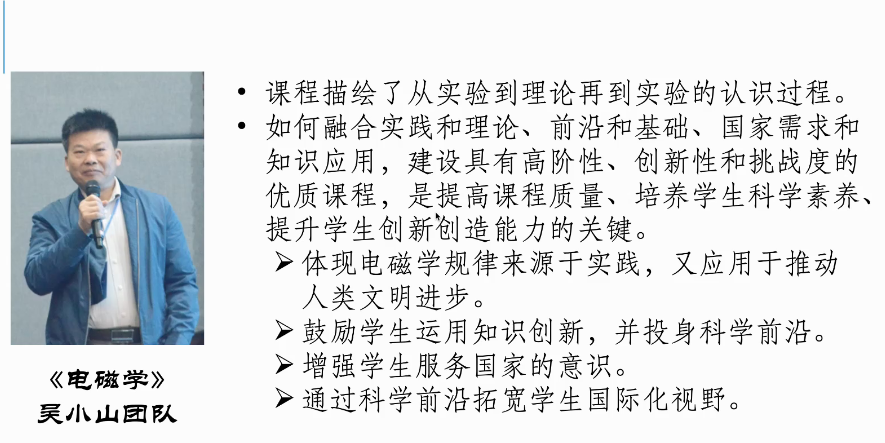 • 课程描绘了从实验到理论再到实验的认识过程。
• 如何融合实践和理论、前沿和基础、国家需求和
知识应用，建设具有高阶性、创新性和挑战度的
优质课程，是提高课程质量、培养学生科学素养、
提升学生创新创造能力的关键。
➢ 体现电磁学规律来源于实践，又应用于推动
人类文明进步。
➢ 鼓励学生运用知识创新，并投身科学前沿。
➢ 增强学生服务国家的意识。
➢ 通过科学前沿拓宽学生国际化视野。
《电磁学》
吴小山团队